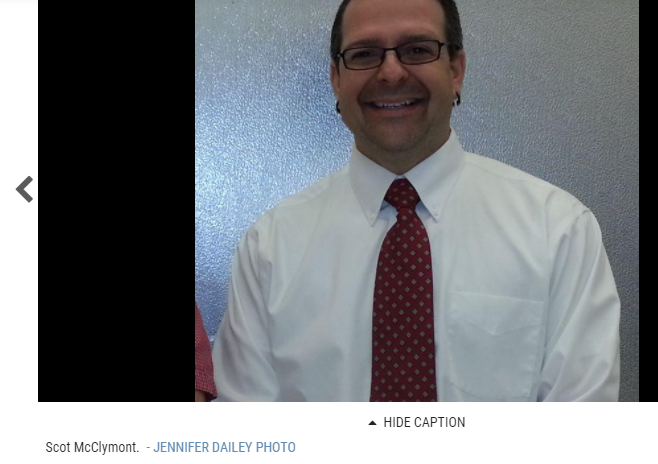 HIDE CAPTION
Scot McClymont. - JENNIFER DAILEY PHOTO